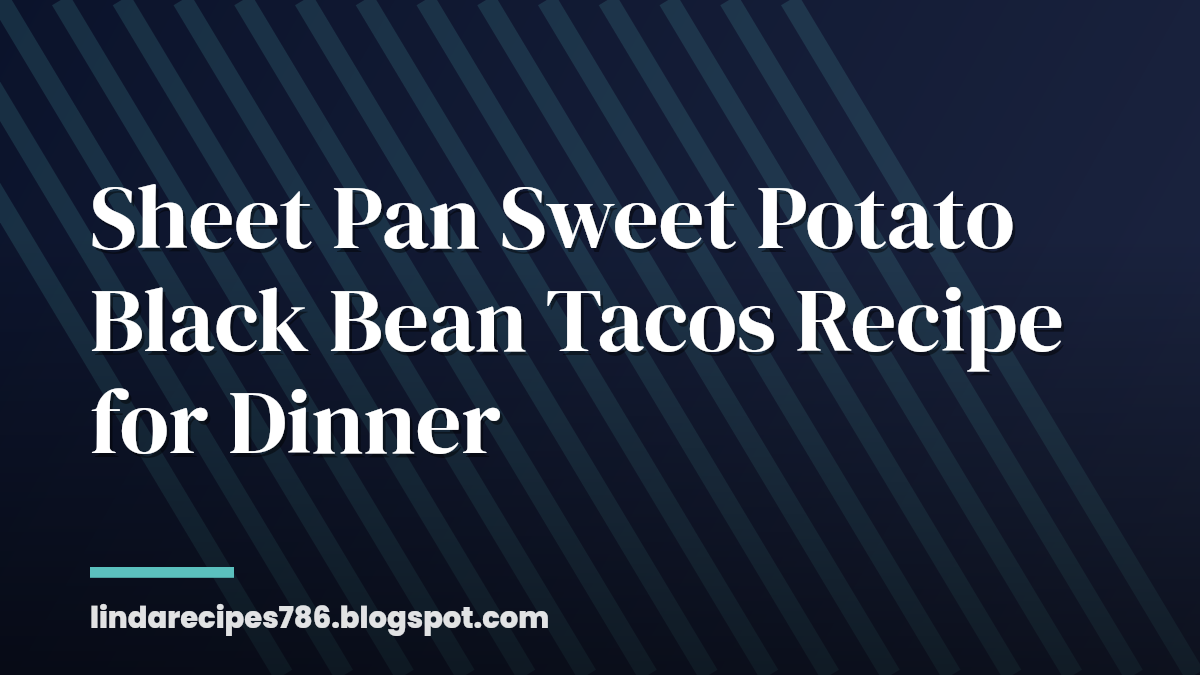 Sheet Pan Sweet Potato
Black Bean Tacos Recipe
for Dinner
lindarecipes786.blogspot.com